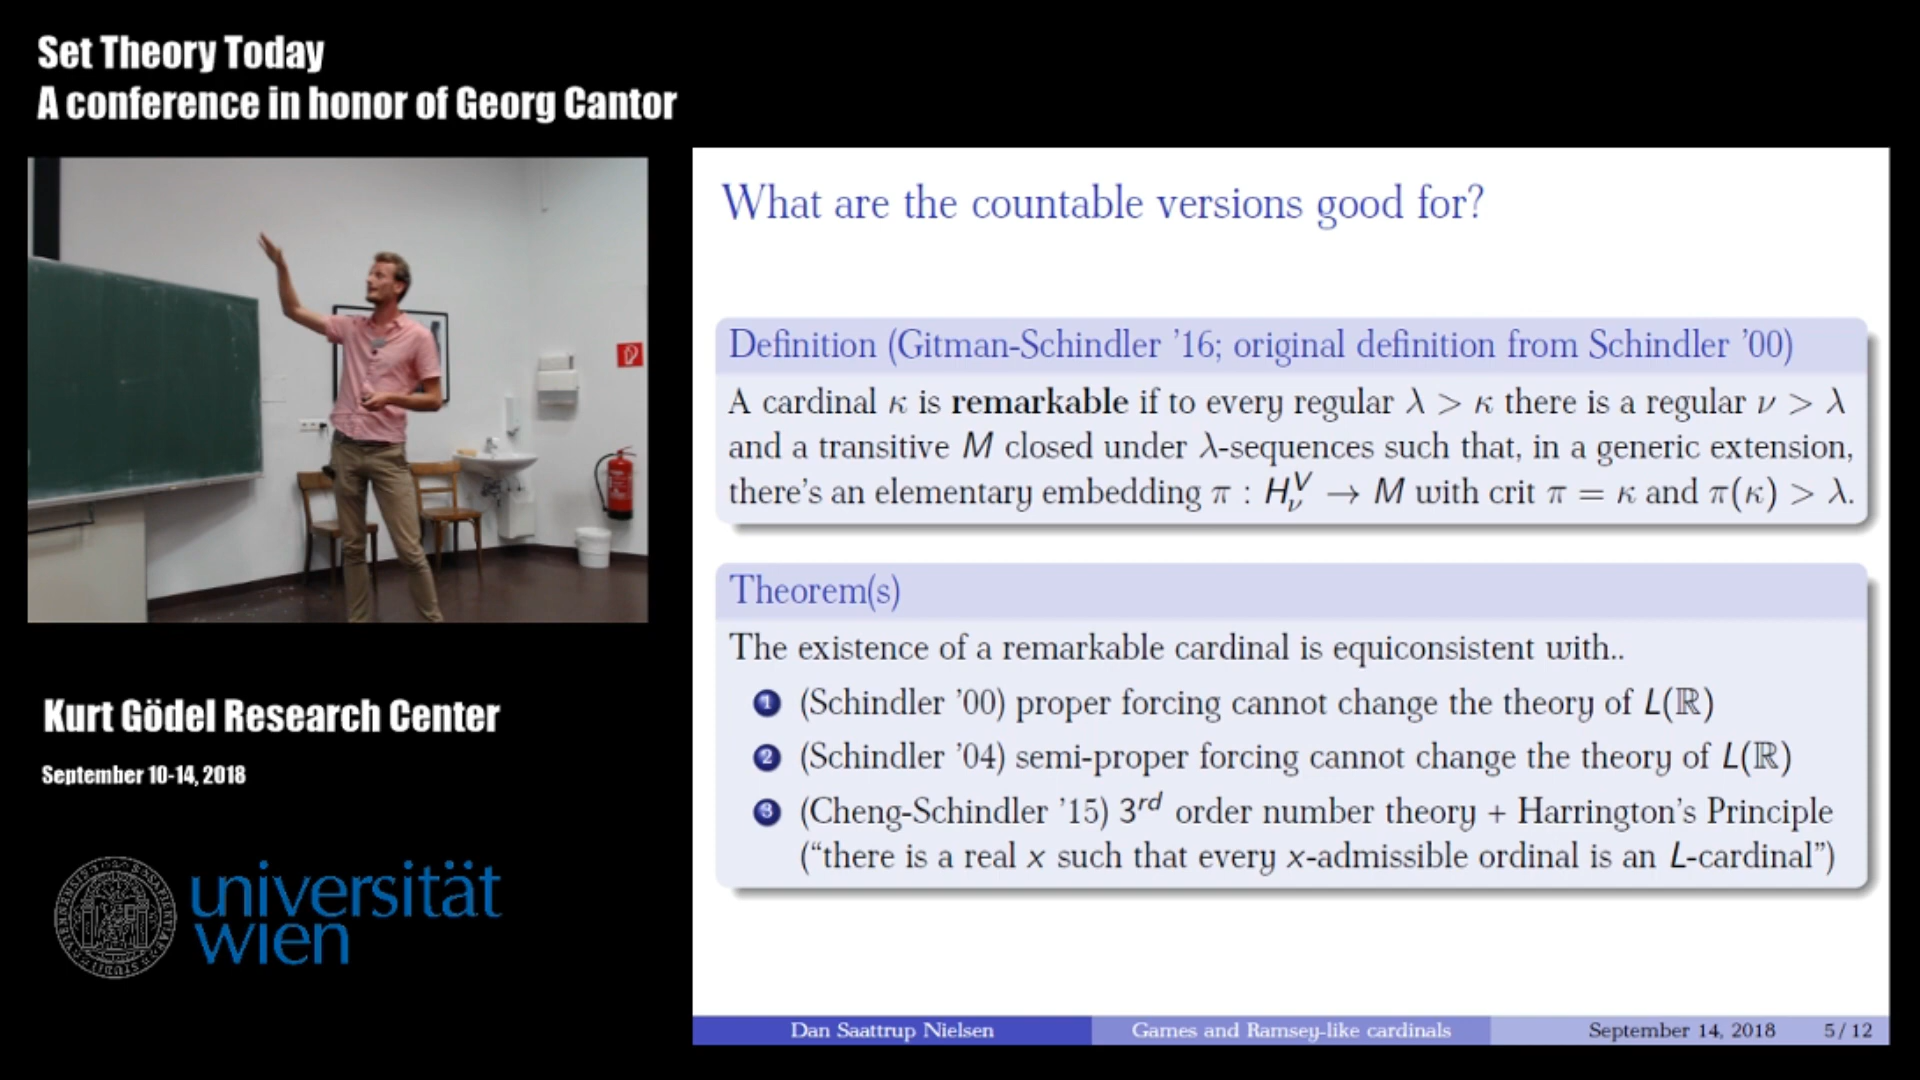 Set Theory Today
A conference in honor of Georg Cantor
What are the countable versions good for?
Definition (Gitman-Schindler '16; original definition from Schindler '00)
A cardinal κ is remarkable if to every regular λ > κ there is a regular ν > λ
and a transitive M closed under λ-sequences such that, in a generic extension,
there's an elementary embedding π : H_ν^V → M with crit π = κ and π(κ) > λ.
Theorem(s)
The existence of a remarkable cardinal is equiconsistent with..
1 (Schindler '00) proper forcing cannot change the theory of L(ℝ)
2 (Schindler '04) semi-proper forcing cannot change the theory of L(ℝ)
3 (Cheng-Schindler '15) 3^rd order number theory + Harrington's Principle
("there is a real x such that every x-admissible ordinal is an L-cardinal")
Kurt Gödel Research Center
September 10-14, 2018
universität
wien
Dan Saattrup Nielsen Games and Ramsey-like cardinals September 14, 2018 5 / 12